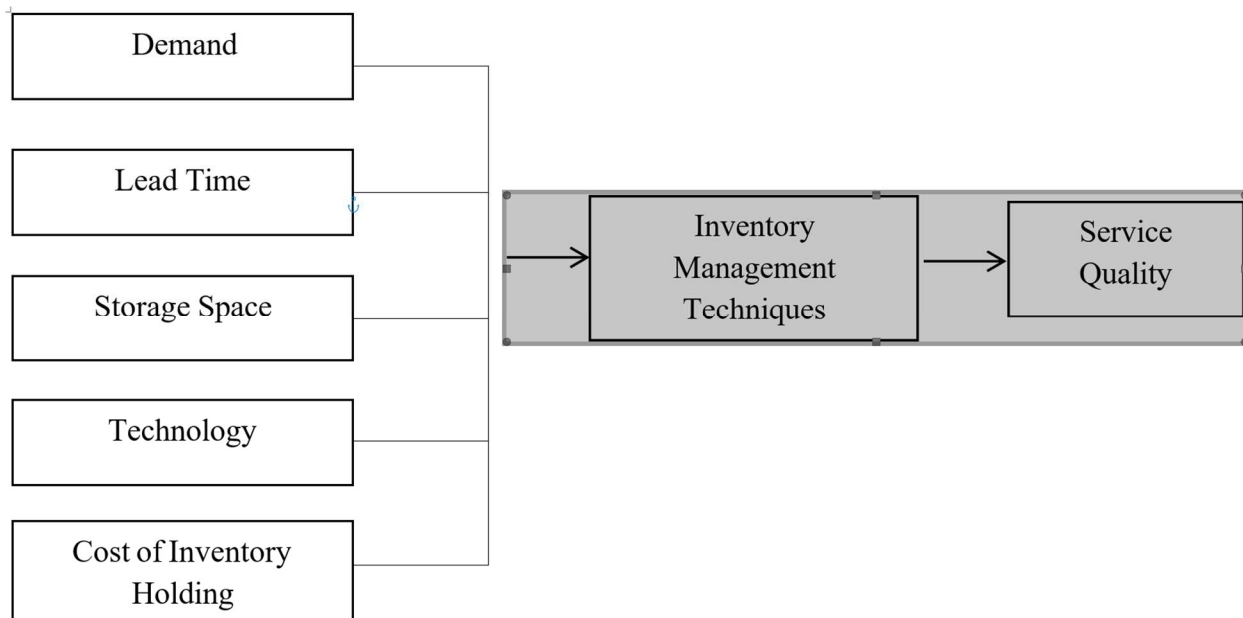 Demand
Lead Time
Storage Space
Technology
Cost of Inventory
Holding
Inventory
Management
Techniques
Service
Quality